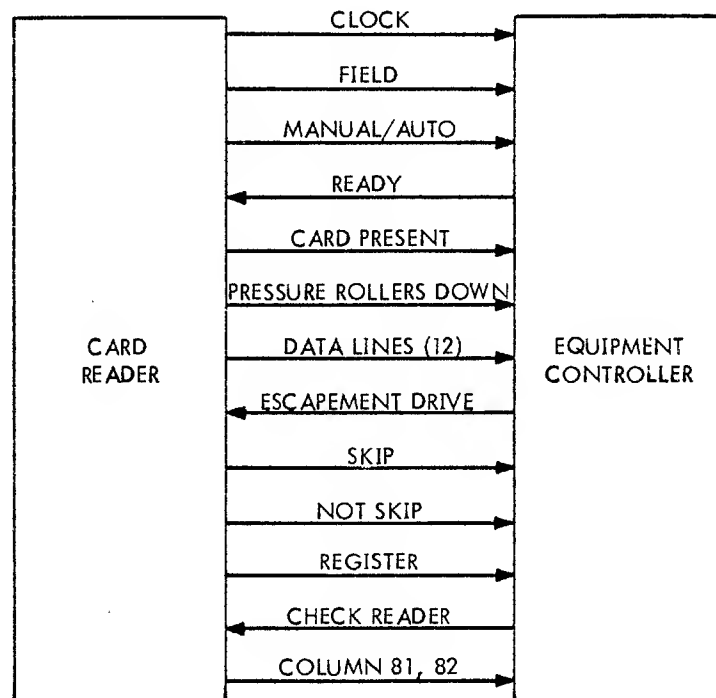 CLOCK
FIELD
MANUAL/AUTO
READY
CARD PRESENT
PRESSURE ROLLERS DOWN
CARD
READER
DATA LINES (12)
EQUIPMENT
CONTROLLER
ESCAPEMENT DRIVE
SKIP
NOT SKIP
REGISTER
CHECK READER
COLUMN 81, 82